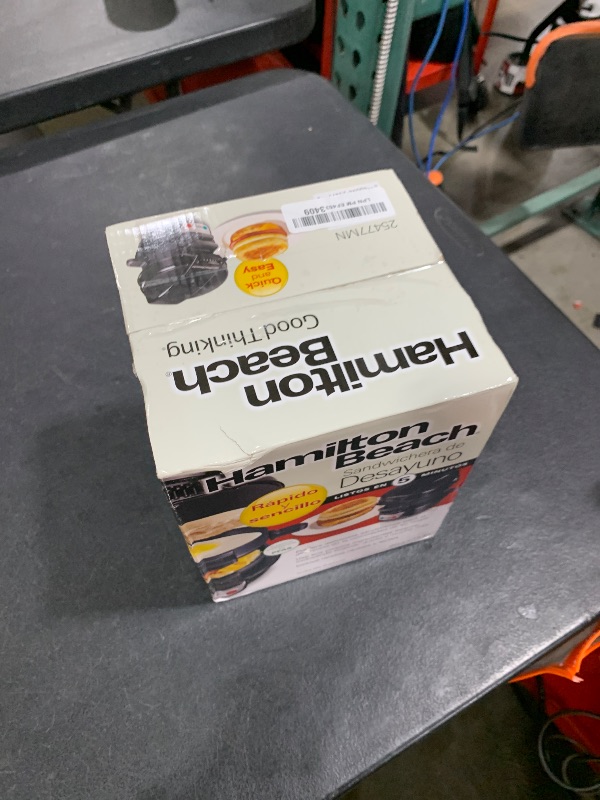 25477MN
Quick
and
Easy
Hamilton
Beach
Good Thinking
Hamilton
Beach
Sandwichera de
Desayuno
LISTOS EN 5 MINUTOS
Rápido
y
sencillo